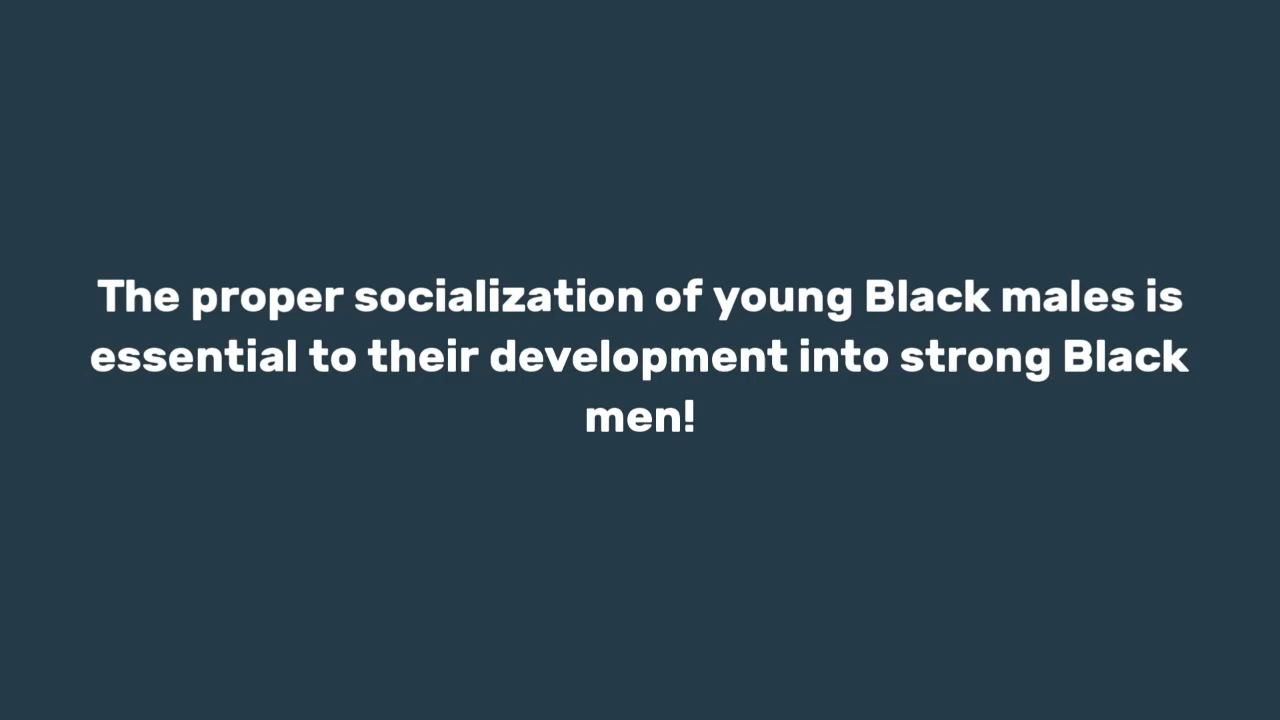 The proper socialization of young Black males is
essential to their development into strong Black
men!